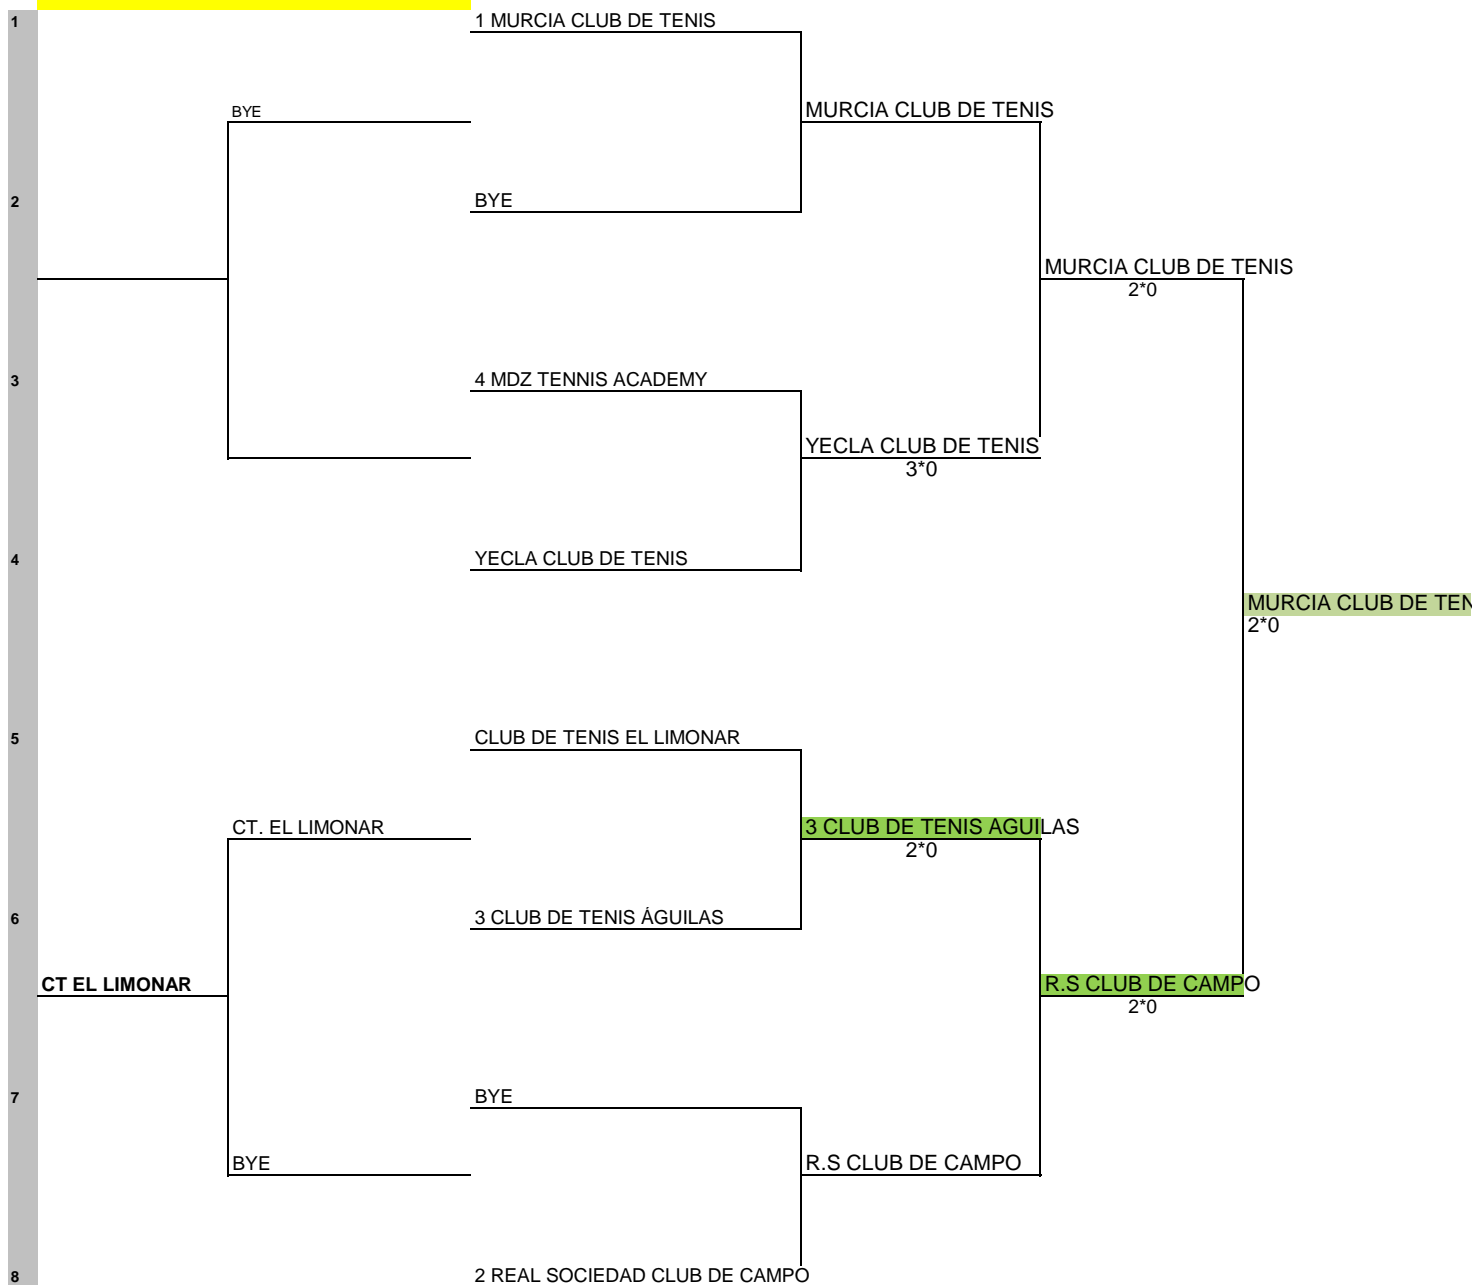 1 1 MURCIA CLUB DE TENIS
BYE MURCIA CLUB DE TENIS
2 BYE
MURCIA CLUB DE TENIS
2*0
3 4 MDZ TENNIS ACADEMY
YECLA CLUB DE TENIS
3*0
4 YECLA CLUB DE TENIS
MURCIA CLUB DE TEN
2*0
5 CLUB DE TENIS EL LIMONAR
CT. EL LIMONAR 3 CLUB DE TENIS AGUILAS
2*0
6 3 CLUB DE TENIS ÁGUILAS
CT EL LIMONAR R.S CLUB DE CAMPO
2*0
7 BYE
BYE R.S CLUB DE CAMPO
8 2 REAL SOCIEDAD CLUB DE CAMPO